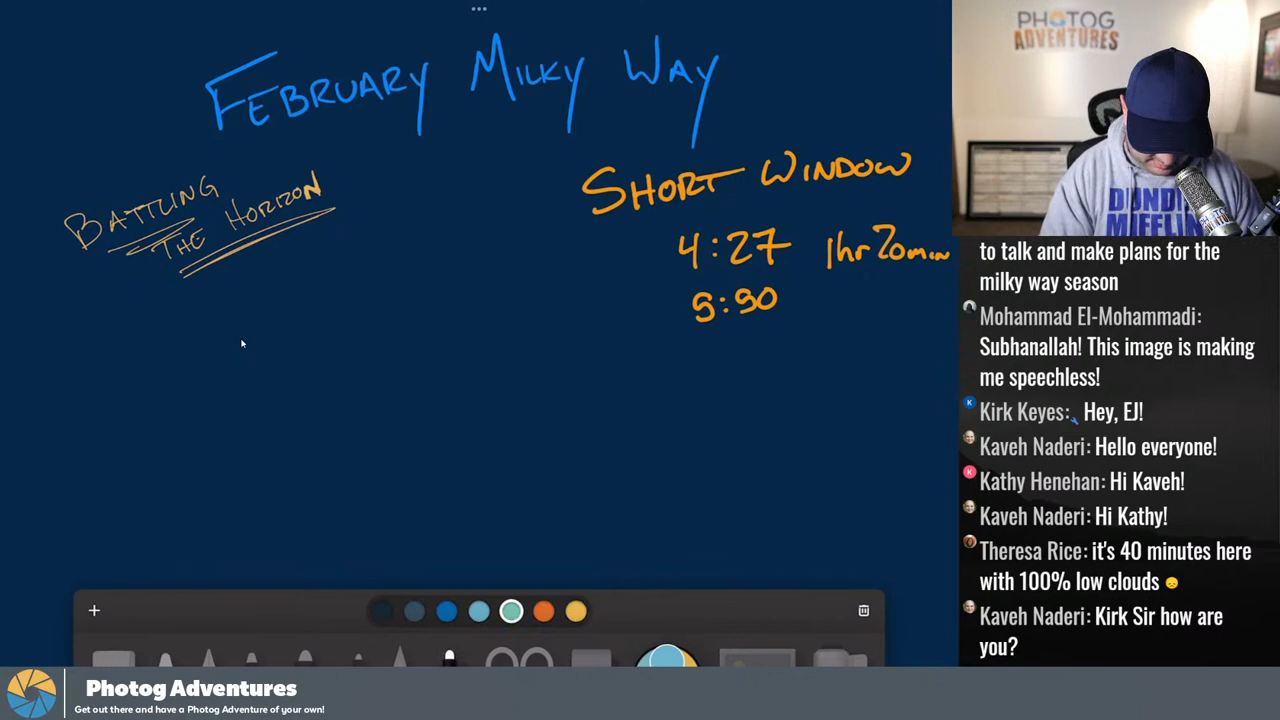 FEBRUARY MILKY WAY
BATTLING
THE HORIZON
SHORT WINDOW
4:27 1hr 20min
5:50
PHOTOG
ADVENTURES
DUNDER
MIFFLIN
to talk and make plans for the
milky way season
Mohammad El-Mohammadi:
Subhanallah! This image is making
me speechless!
Kirk Keyes: Hey, EJ!
Kaveh Naderi: Hello everyone!
Kathy Henehan: Hi Kaveh!
Kaveh Naderi: Hi Kathy!
Theresa Rice: it's 40 minutes here
with 100% low clouds 😞
Kaveh Naderi: Kirk Sir how are
you?
Photog Adventures
Get out there and have a Photog Adventure of your own!